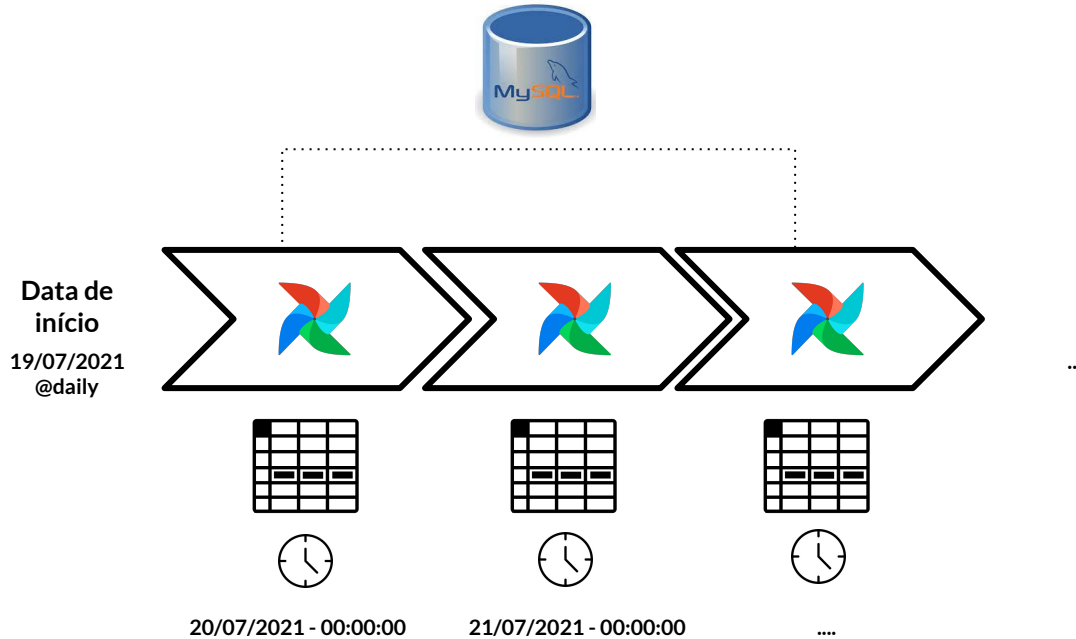 MySQL
Data de
início
19/07/2021
@daily
..
20/07/2021 - 00:00:00
21/07/2021 - 00:00:00
....